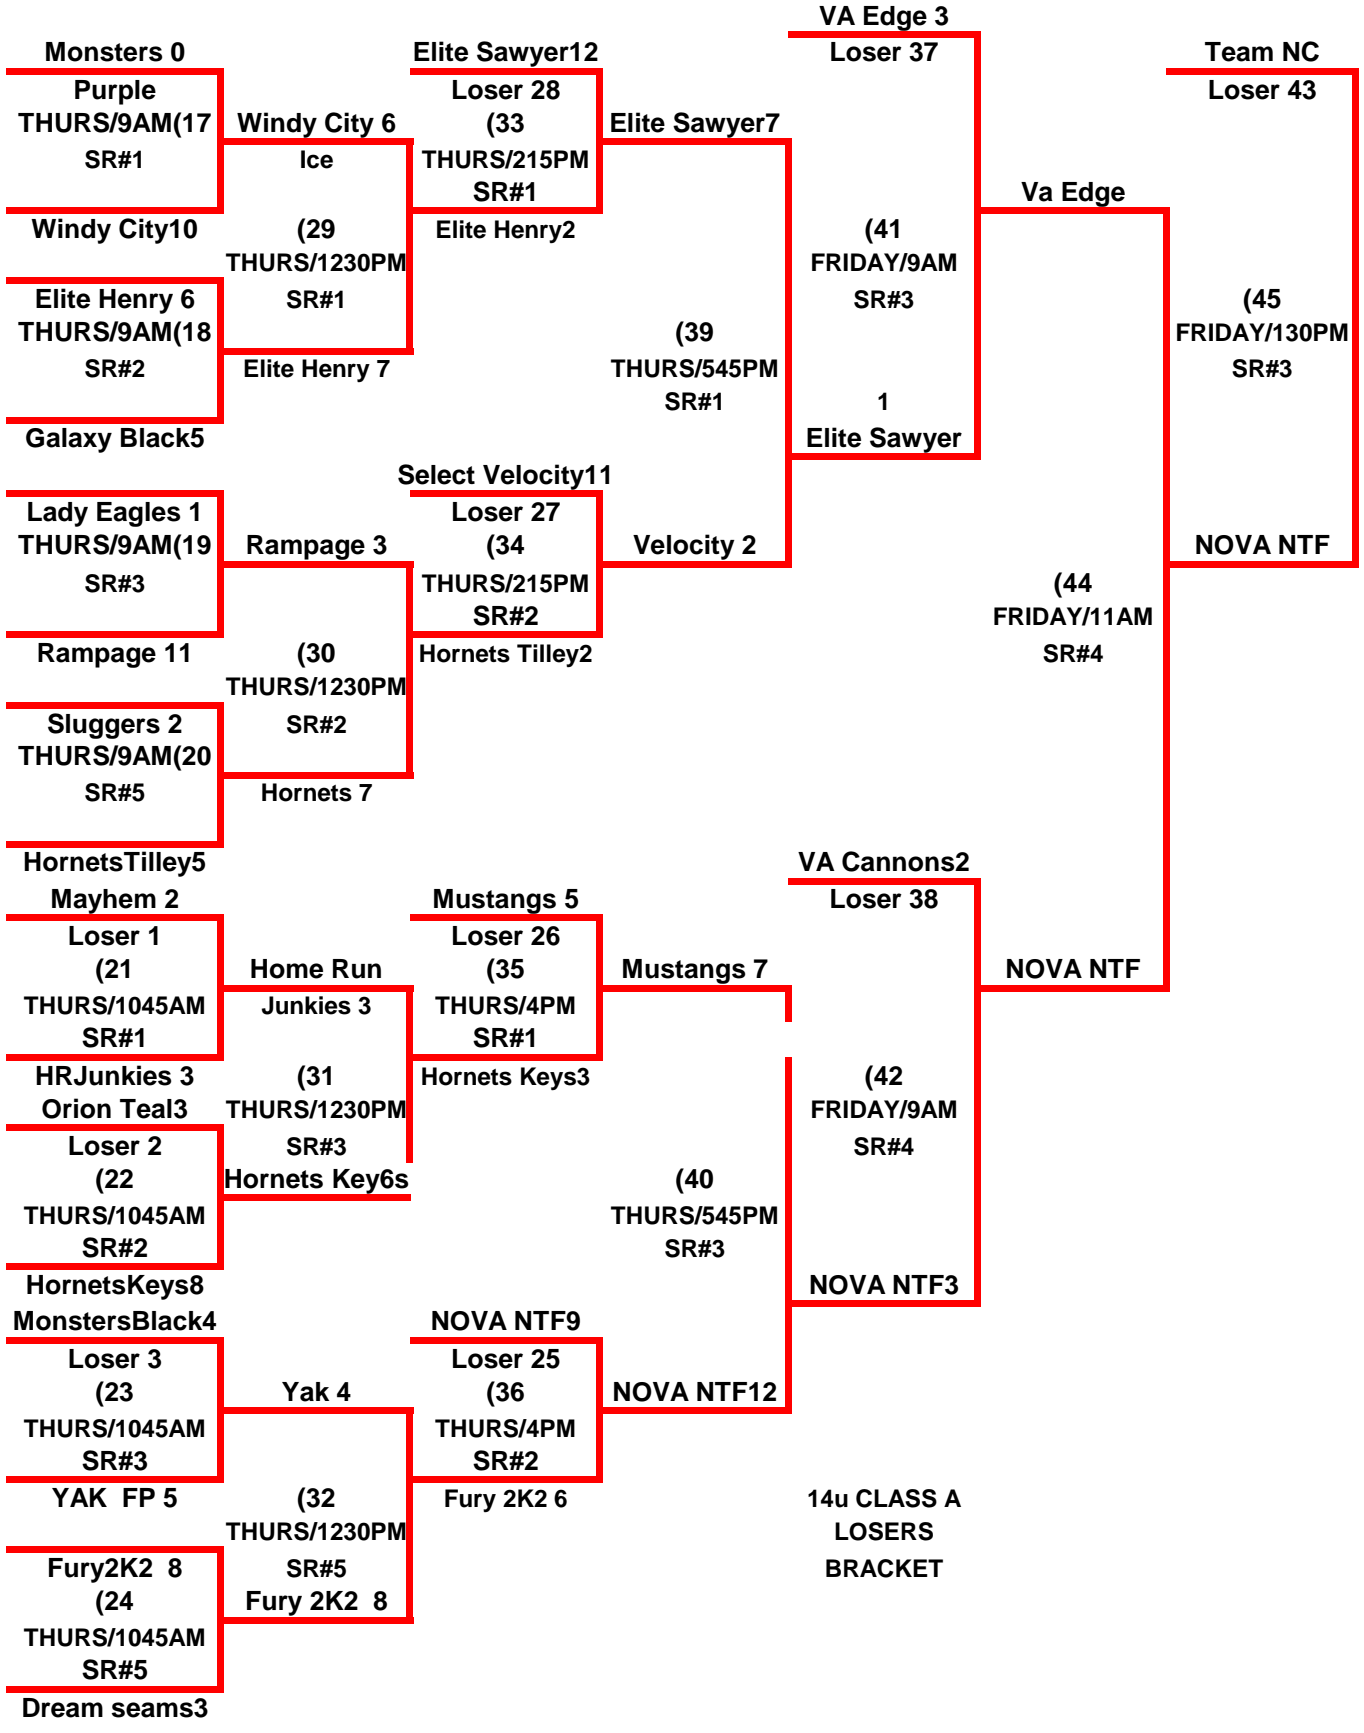 VA Edge 3
Loser 37
Monsters 0
Purple
THURS/9AM(17
SR#1
Windy City10
Elite Henry 6
THURS/9AM(18
SR#2
Galaxy Black5
Lady Eagles 1
THURS/9AM(19
SR#3
Rampage 11
Sluggers 2
THURS/9AM(20
SR#5
HornetsTilley5
Mayhem 2
Loser 1
(21
THURS/1045AM
SR#1
HRJunkies 3
Orion Teal3
Loser 2
(22
THURS/1045AM
SR#2
HornetsKeys8
MonstersBlack4
Loser 3
(23
THURS/1045AM
SR#3
YAK  FP 5
Fury2K2  8
(24
THURS/1045AM
SR#5
Dream seams3
Windy City 6
Ice
(29
THURS/1230PM
SR#1
Elite Henry 7
Rampage 3
(30
THURS/1230PM
SR#2
Hornets 7
Home Run
Junkies 3
(31
THURS/1230PM
SR#3
Hornets Key6s
Yak 4
(32
THURS/1230PM
SR#5
Fury 2K2  8
Elite Sawyer12
Loser 28
(33
THURS/215PM
SR#1
Elite Henry2
Select Velocity11
Loser 27
(34
THURS/215PM
SR#2
Hornets Tilley2
Mustangs 5
Loser 26
(35
THURS/4PM
SR#1
Hornets Keys3
NOVA NTF9
Loser 25
(36
THURS/4PM
SR#2
Fury 2K2 6
Elite Sawyer7
(39
THURS/545PM
SR#1
Velocity 2
Mustangs 7
(40
THURS/545PM
SR#3
NOVA NTF12
(41
FRIDAY/9AM
SR#3
1
Elite Sawyer
VA Cannons2
Loser 38
(42
FRIDAY/9AM
SR#4
NOVA NTF3
14u CLASS A
LOSERS
BRACKET
Va Edge
(44
FRIDAY/11AM
SR#4
NOVA NTF
Team NC
Loser 43
(45
FRIDAY/130PM
SR#3
NOVA NTF